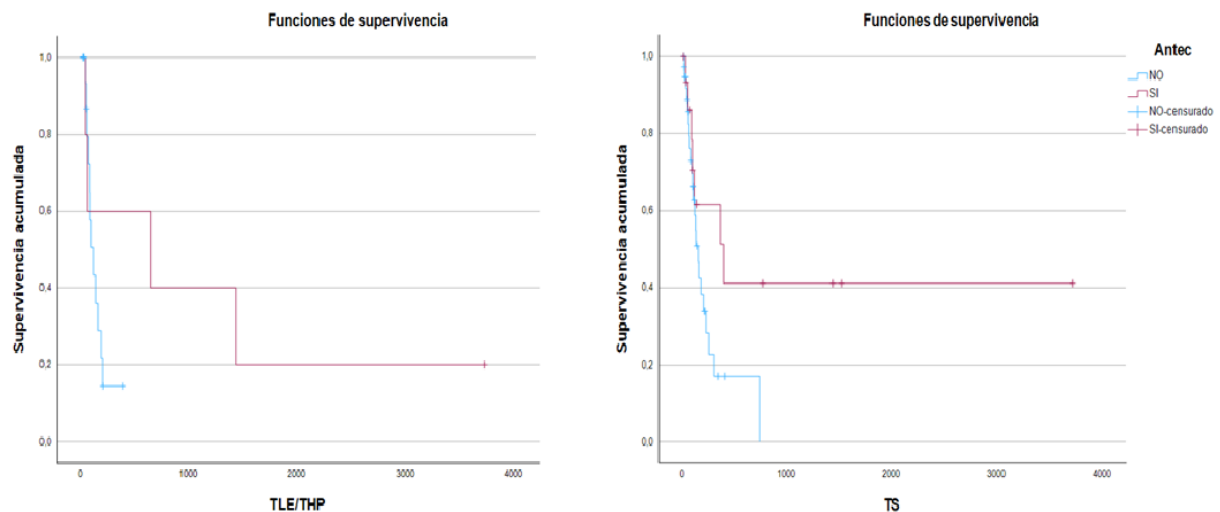 Funciones de supervivencia
Supervivencia acumulada
1,0
0,8
0,6
0,4
0,2
0,0
0
1000
2000
3000
4000
TLE/THP
Funciones de supervivencia
Supervivencia acumulada
1,0
0,8
0,6
0,4
0,2
0,0
0
1000
2000
3000
4000
TS
Antec
NO
SI
NO-censurado
SI-censurado